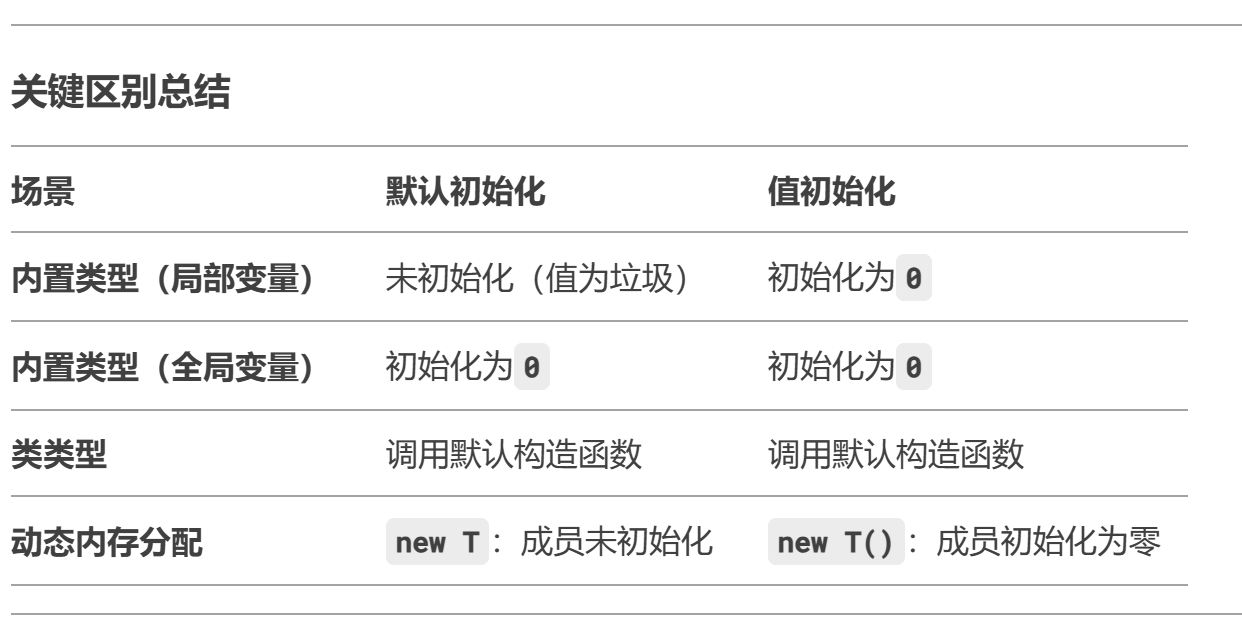 关键区别总结
场景 默认初始化 值初始化
内置类型（局部变量） 未初始化（值为垃圾） 初始化为 0
内置类型（全局变量） 初始化为 0 初始化为 0
类类型 调用默认构造函数 调用默认构造函数
动态内存分配 new T：成员未初始化 new T()：成员初始化为零